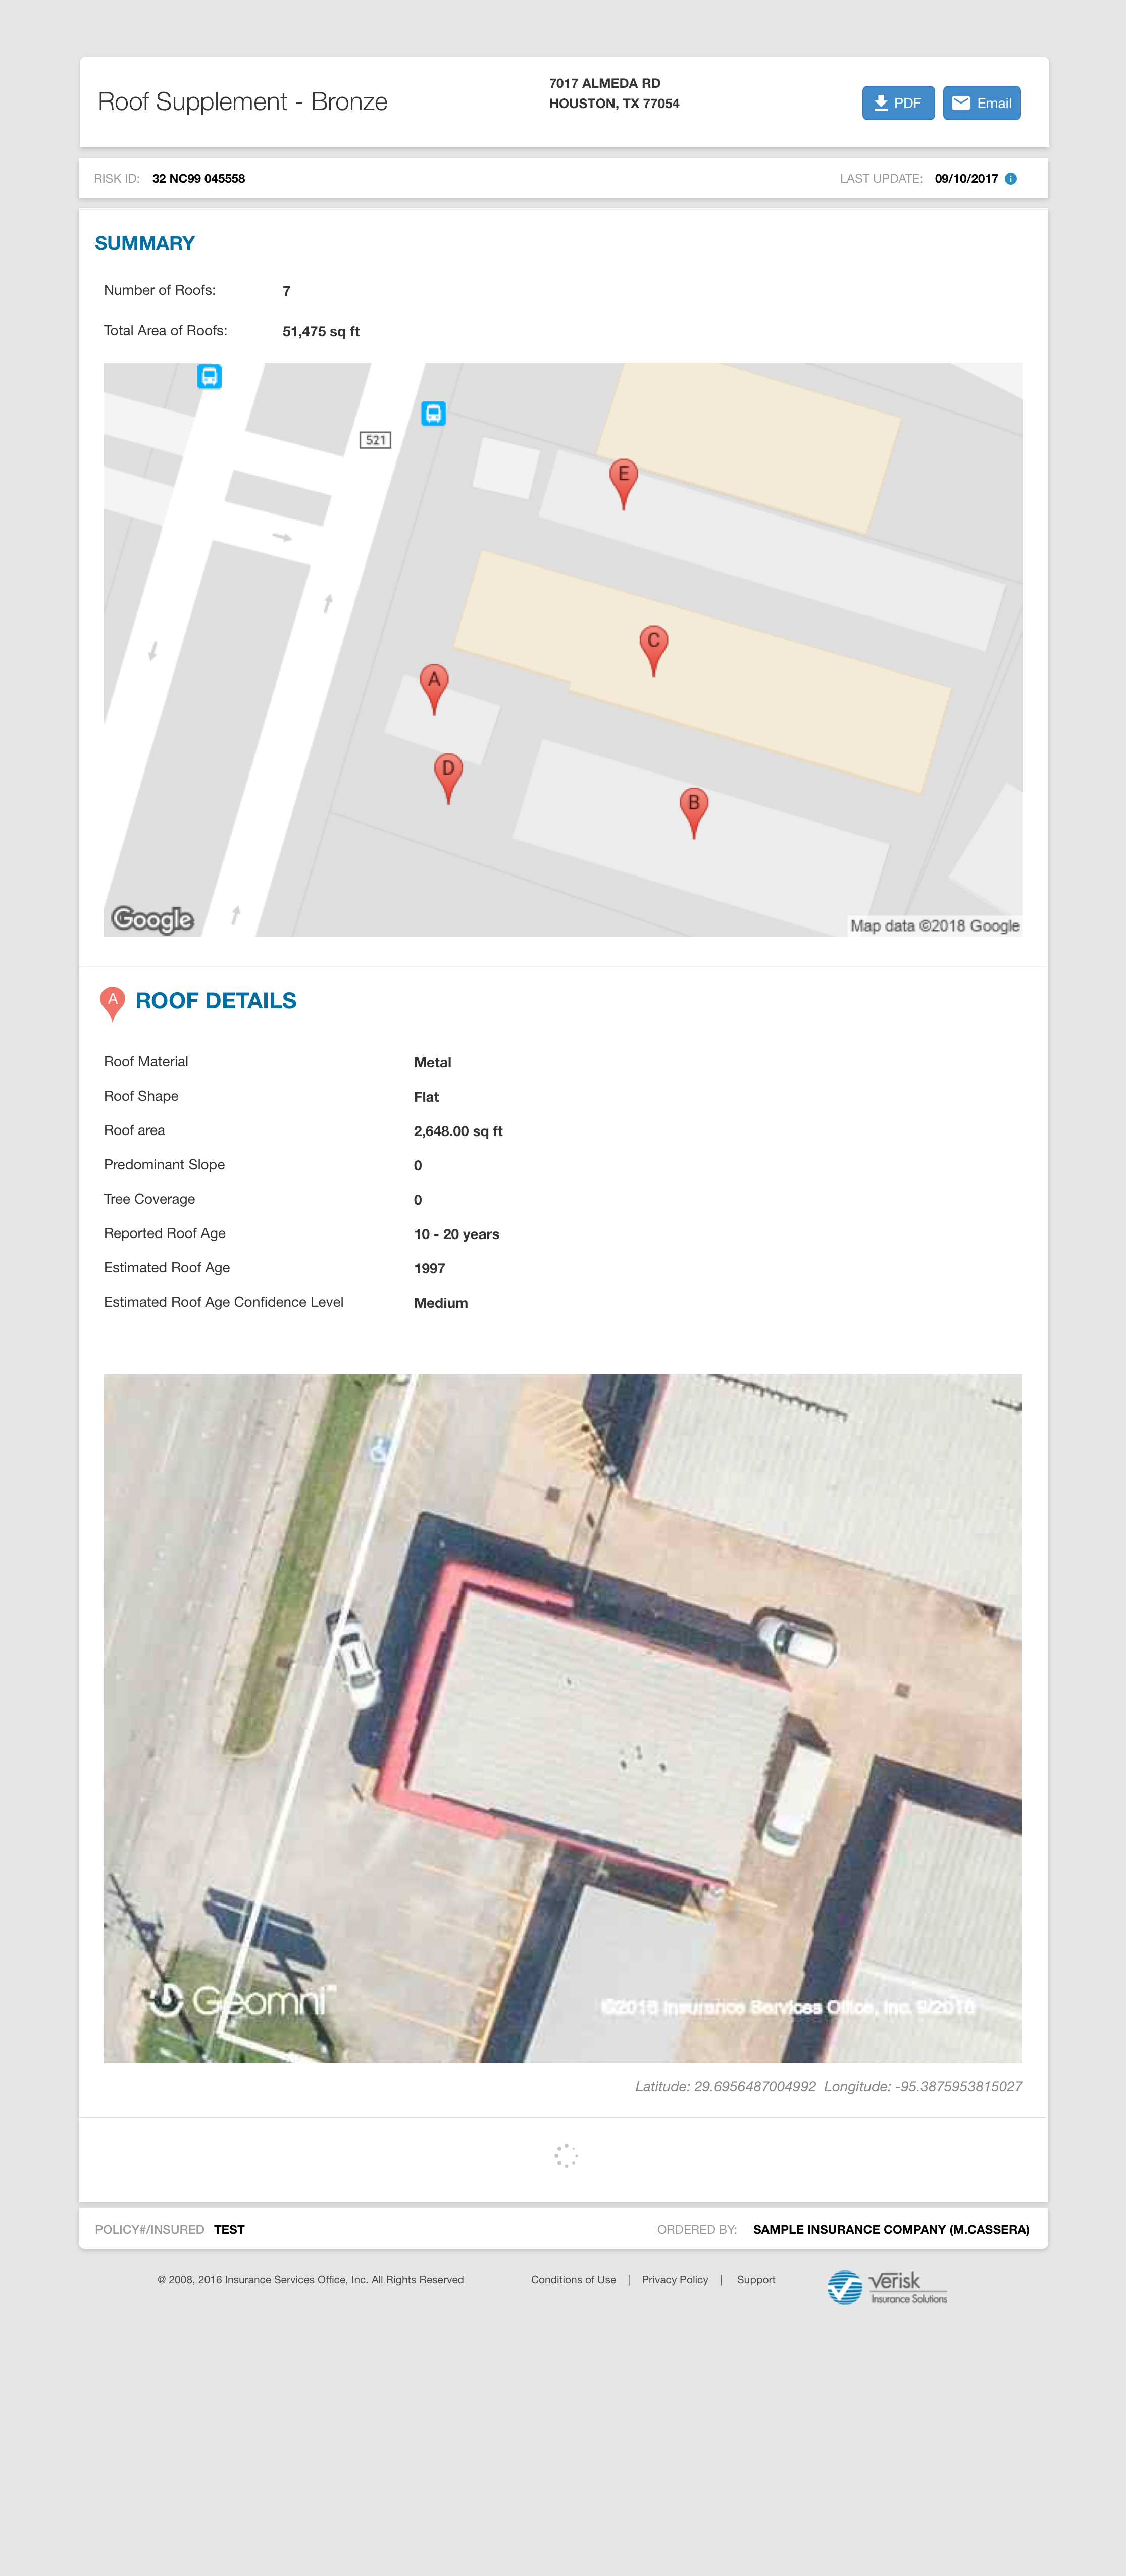 Roof Supplement - Bronze
7017 ALMEDA RD
HOUSTON, TX 77054
PDF
Email
RISK ID: 32 NC99 045558
LAST UPDATE: 09/10/2017
SUMMARY
Number of Roofs: 7
Total Area of Roofs: 51,475 sq ft
521
E
C
A
D
B
Google
Map data ©2018 Google
A ROOF DETAILS
Roof Material Metal
Roof Shape Flat
Roof area 2,648.00 sq ft
Predominant Slope 0
Tree Coverage 0
Reported Roof Age 10 - 20 years
Estimated Roof Age 1997
Estimated Roof Age Confidence Level Medium
Geomni™
©2016 Insurance Services Office, Inc. 9/2016
Latitude: 29.6956487004992 Longitude: -95.3875953815027
POLICY#/INSURED TEST
ORDERED BY: SAMPLE INSURANCE COMPANY (M.CASSERA)
@ 2008, 2016 Insurance Services Office, Inc. All Rights Reserved
Conditions of Use | Privacy Policy | Support
Verisk
Insurance Solutions